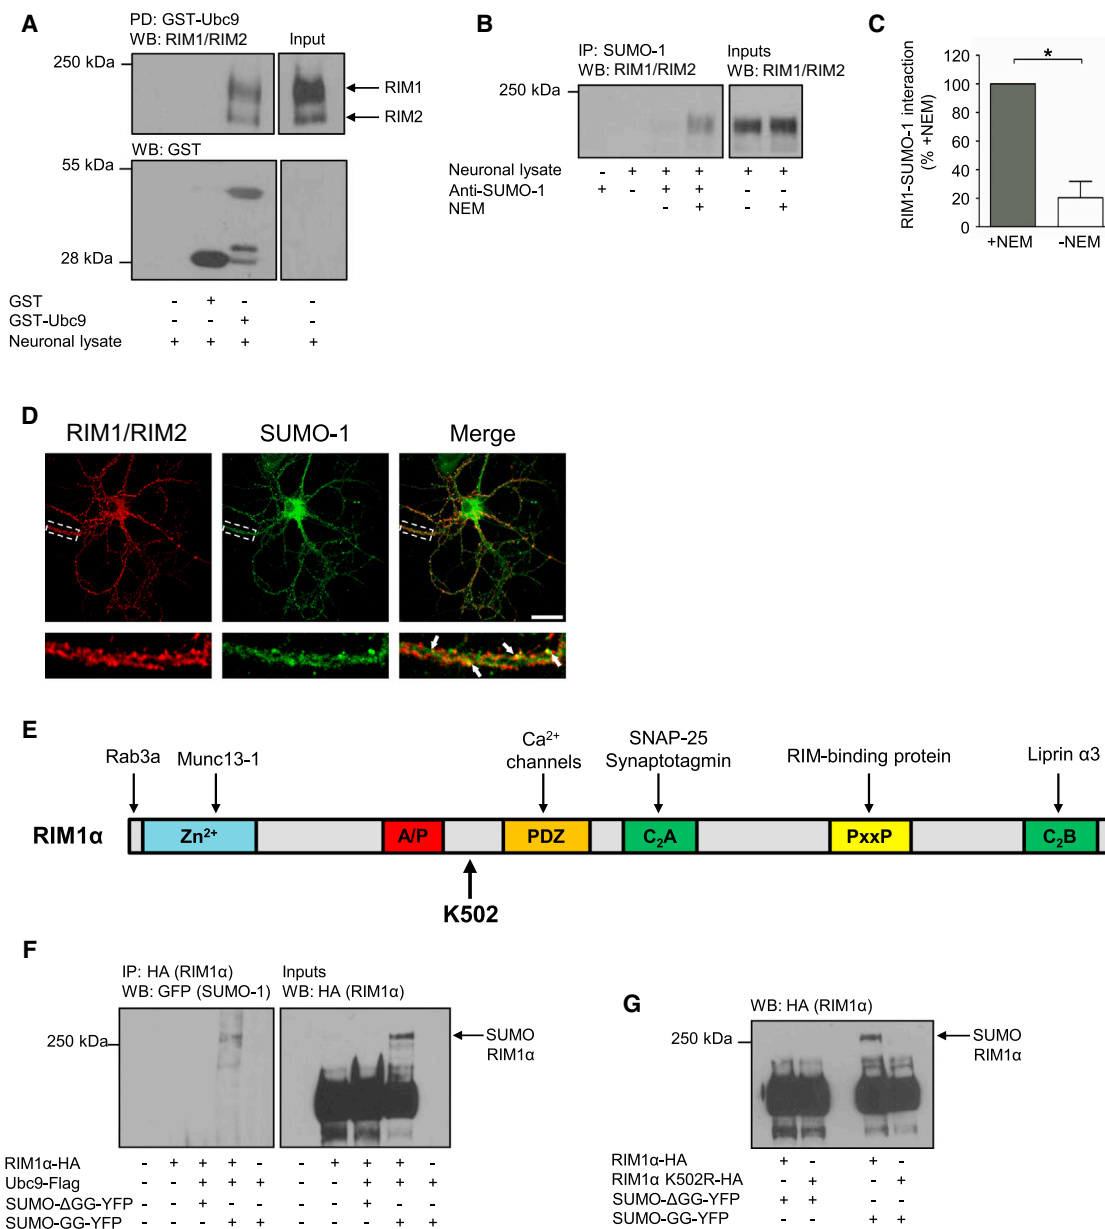 A
PD: GST-Ubc9
WB: RIM1/RIM2
Input
250 kDa
RIM1
RIM2
WB: GST
55 kDa
28 kDa
GST - + - -
GST-Ubc9 - - + -
Neuronal lysate + + + +
B
IP: SUMO-1
WB: RIM1/RIM2
Inputs
WB: RIM1/RIM2
250 kDa
Neuronal lysate - + + + + +
Anti-SUMO-1 + - + +
NEM - + - +
C
RIM1-SUMO-1 interaction
(% +NEM)
120
100
80
60
40
20
0
*
+NEM
-NEM
D
RIM1/RIM2
SUMO-1
Merge
E
Rab3a
Munc13-1
Ca²⁺
channels
SNAP-25
Synaptotagmin
RIM-binding protein
Liprin α3
RIM1α
Zn²⁺
A/P
PDZ
C₂A
PxxP
C₂B
K502
F
IP: HA (RIM1α)
WB: GFP (SUMO-1)
Inputs
WB: HA (RIM1α)
250 kDa
SUMO
RIM1α
RIM1α-HA - + + + - - + + + -
Ubc9-Flag - - + + + - - + + +
SUMO-ΔGG-YFP - - + - - - - + - -
SUMO-GG-YFP - - - + + - - - + +
G
WB: HA (RIM1α)
250 kDa
SUMO
RIM1α
RIM1α-HA + - + -
RIM1α K502R-HA - + - +
SUMO-ΔGG-YFP + + - -
SUMO-GG-YFP - - + +